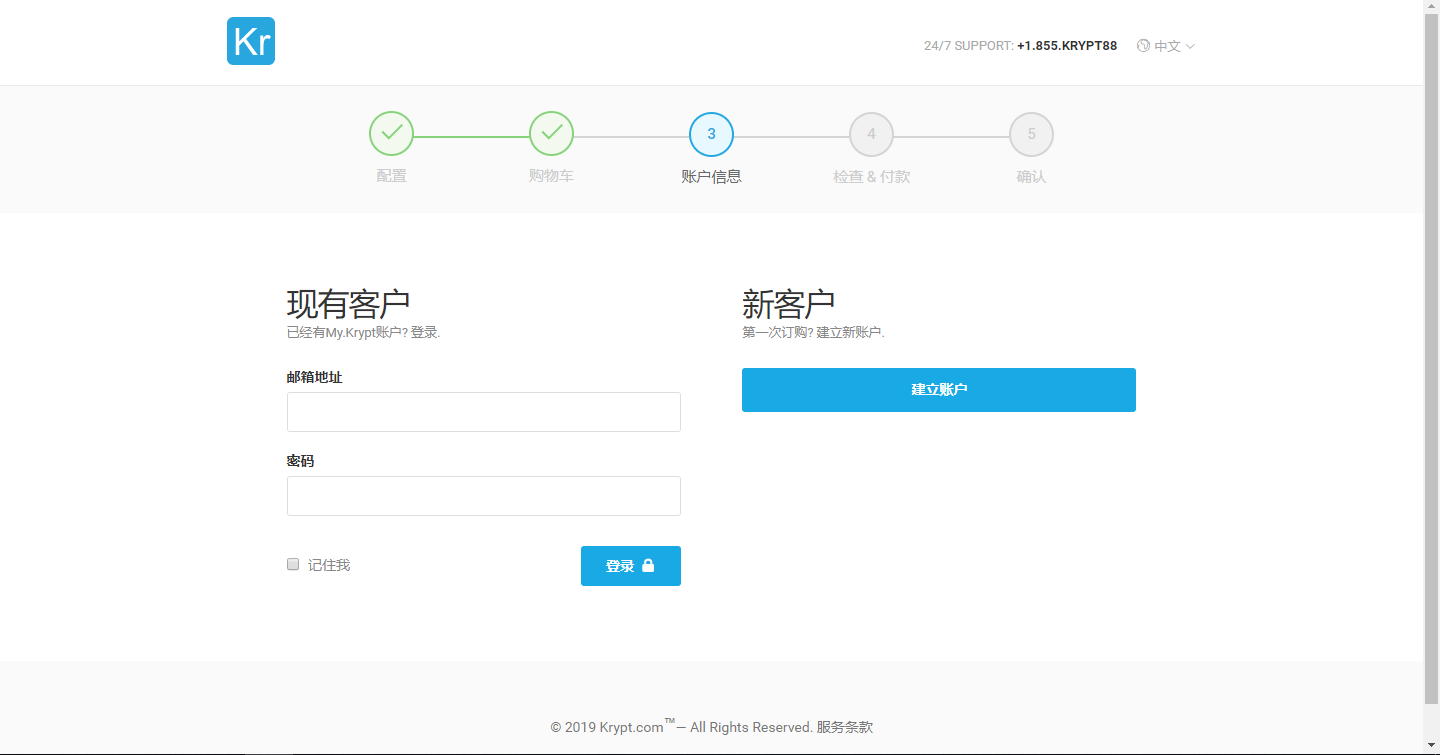 Kr
24/7 SUPPORT: +1.855.KRYPT88 中文
3 4 5
配置 购物车 账户信息 检查 & 付款 确认
现有客户
已经有My.Krypt账户? 登录.
邮箱地址
密码
记住我 登录
新客户
第一次订购? 建立新账户.
建立账户
© 2019 Krypt.com™— All Rights Reserved. 服务条款